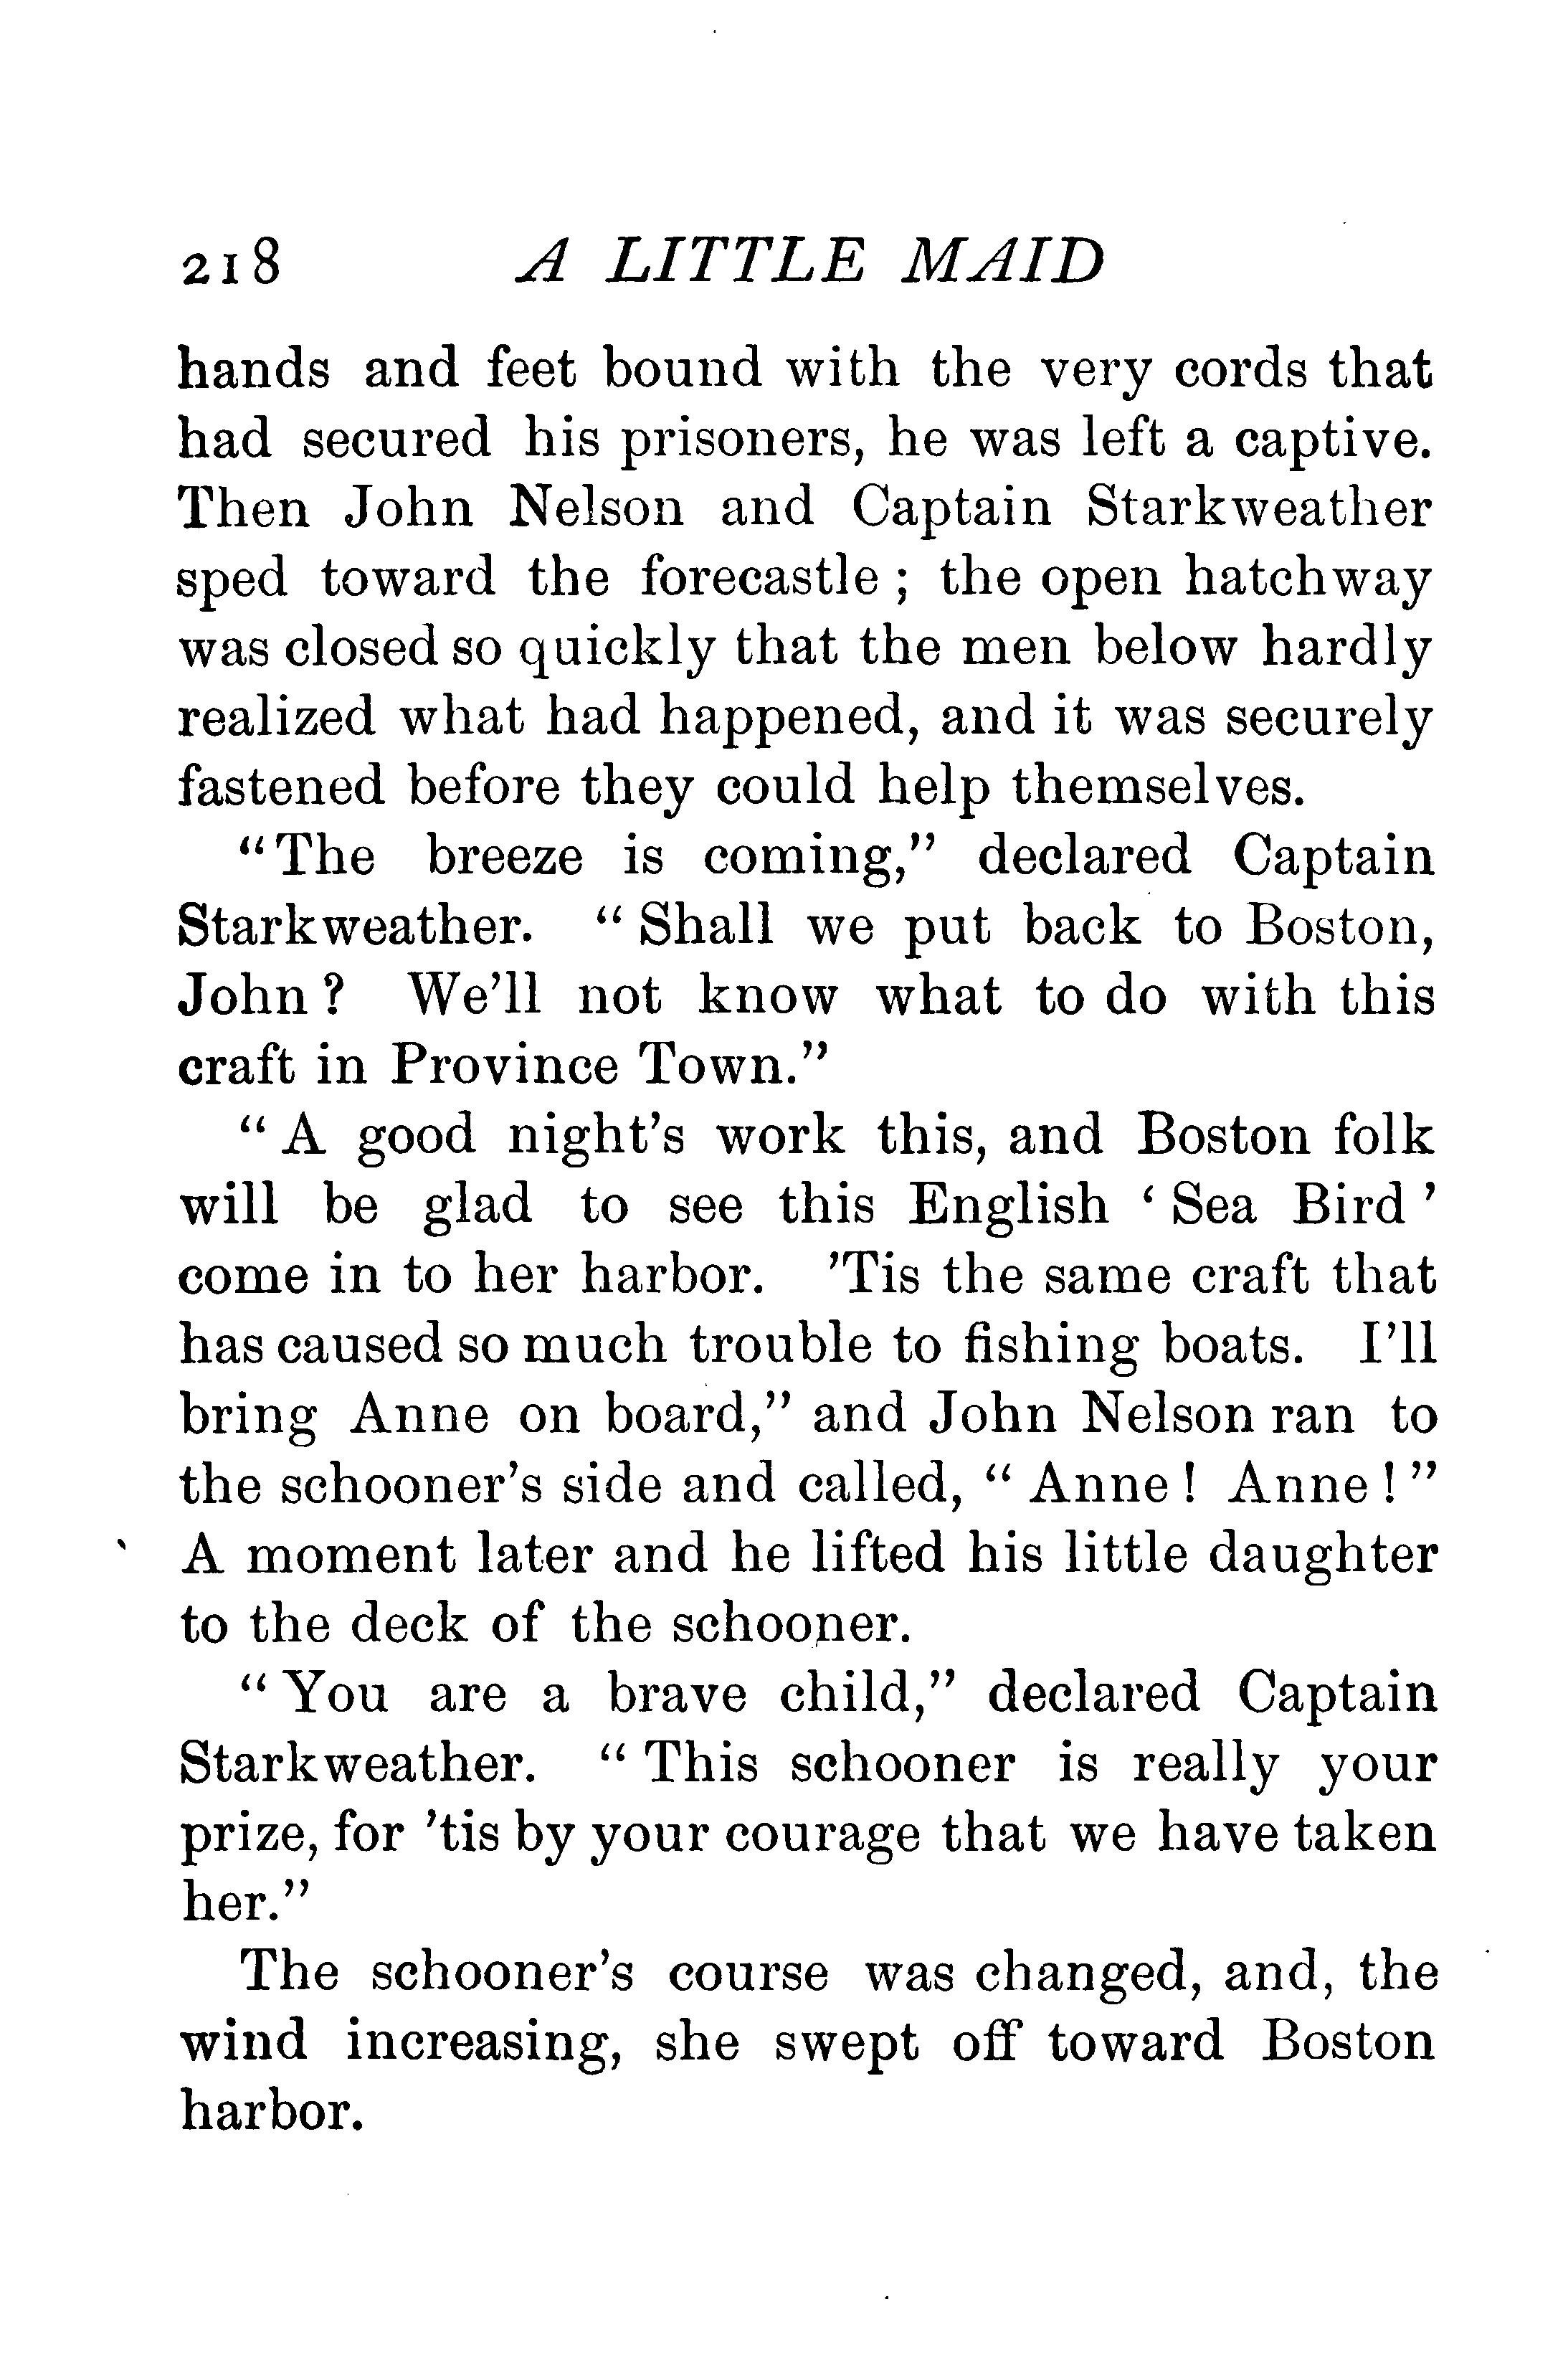 218 A LITTLE MAID
hands and feet bound with the very cords that
had secured his prisoners, he was left a captive.
Then John Nelson and Captain Starkweather
sped toward the forecastle ; the open hatchway
was closed so quickly that the men below hardly
realized what had happened, and it was securely
fastened before they could help themselves.
“The breeze is coming,” declared Captain
Starkweather. “ Shall we put back to Boston,
John ? We’ll not know what to do with this
craft in Province Town.”
“ A good night’s work this, and Boston folk
will be glad to see this English ‘ Sea Bird ’
come in to her harbor. ’Tis the same craft that
has caused so much trouble to fishing boats. I’ll
bring Anne on board,” and John Nelson ran to
the schooner’s side and called, “ Anne ! Anne ! ”
A moment later and he lifted his little daughter
to the deck of the schooner.
“ You are a brave child,” declared Captain
Starkweather. “ This schooner is really your
prize, for ’tis by your courage that we have taken
her.”
The schooner’s course was changed, and, the
wind increasing, she swept off toward Boston
harbor.